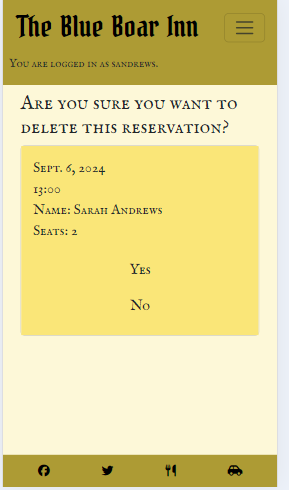 The Blue Boar Inn
You are logged in as sandrews.
Are you sure you want to
delete this reservation?
Sept. 6, 2024
13:00
Name: Sarah Andrews
Seats: 2
Yes
No